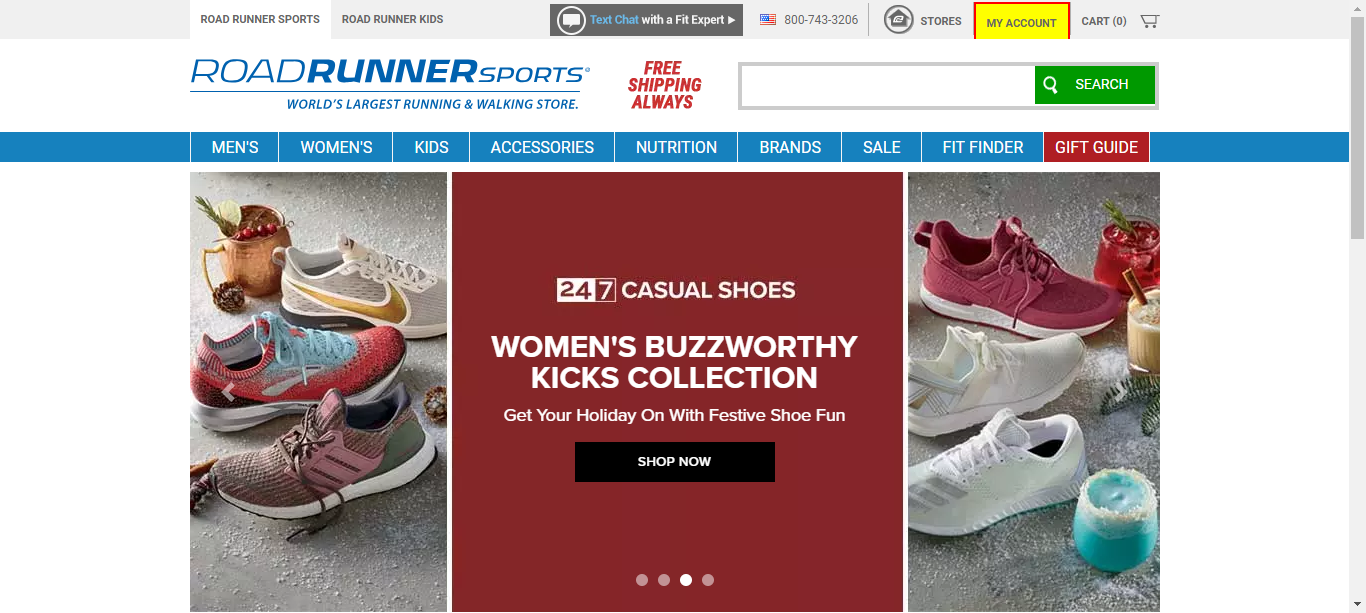 ROAD RUNNER SPORTS
ROAD RUNNER KIDS
Text Chat with a Fit Expert
800-743-3206
STORES
MY ACCOUNT
CART (0)
ROADRUNNERSPORTS®
WORLD'S LARGEST RUNNING & WALKING STORE.
FREE
SHIPPING
ALWAYS
SEARCH
MEN'S
WOMEN'S
KIDS
ACCESSORIES
NUTRITION
BRANDS
SALE
FIT FINDER
GIFT GUIDE
24/7 CASUAL SHOES
WOMEN'S BUZZWORTHY
KICKS COLLECTION
Get Your Holiday On With Festive Shoe Fun
SHOP NOW